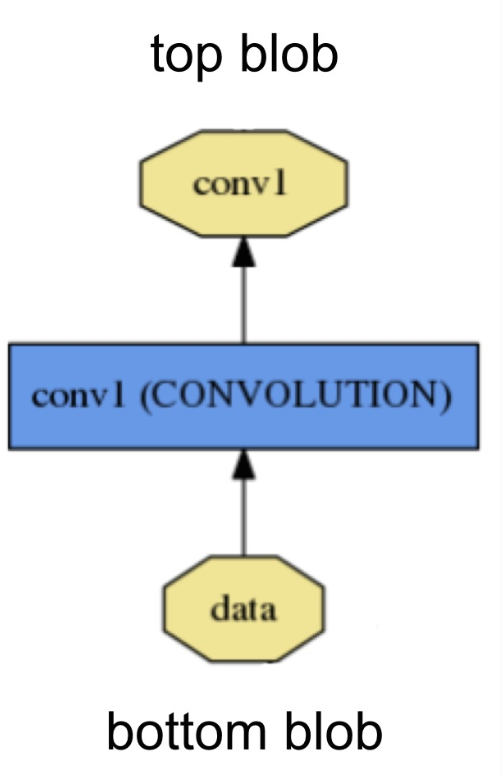 top blob
conv1
conv1 (CONVOLUTION)
data
bottom blob